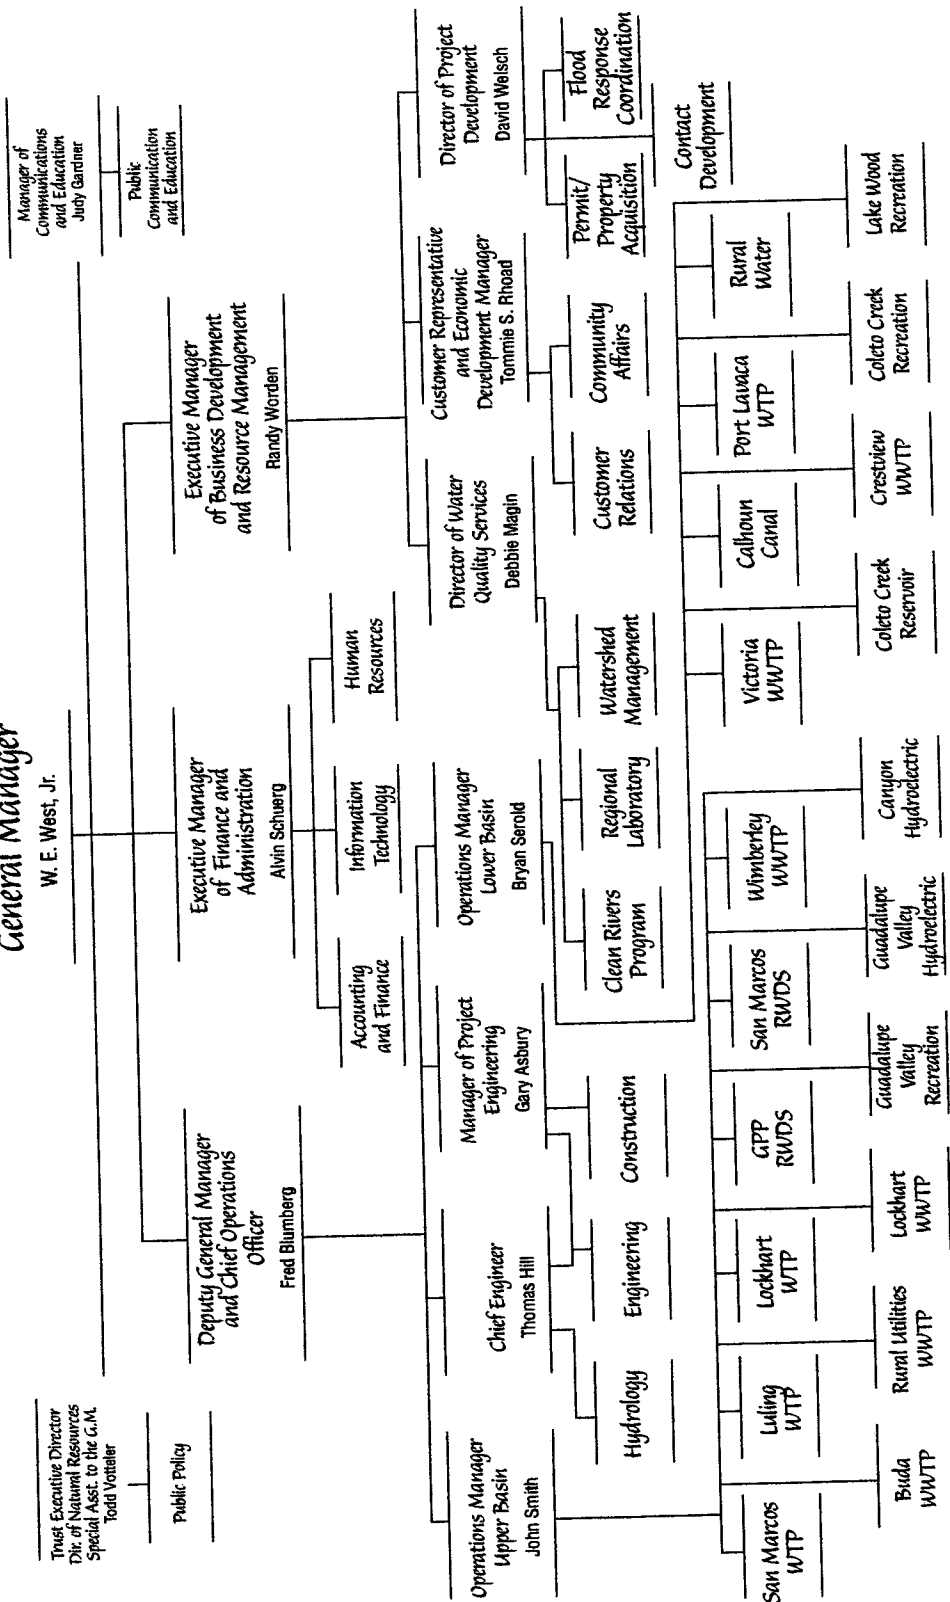 General Manager
W. E. West, Jr.
Trust Executive Director
Dir. of Natural Resources
Special Asst. to the G.M.
Todd Votteler
Public Policy
Manager of
Communications
and Education
Judy Gardner
Public
Communication
and Education
Deputy General Manager
and Chief Operations
Officer
Fred Blumberg
Executive Manager
of Finance and
Administration
Alvin Schuerg
Executive Manager
of Business Development
and Resource Management
Randy Worden
Accounting
and Finance
Information
Technology
Human
Resources
Operations Manager
Upper Basin
John Smith
Chief Engineer
Thomas Hill
Manager of Project
Engineering
Gary Asbury
Operations Manager
Lower Basin
Bryan Serold
Director of Water
Quality Services
Debbie Magin
Customer Representative
and Economic
Development Manager
Tommie S. Rhoad
Director of Project
Development
David Welsch
Hydrology
Engineering
Construction
Clean Rivers
Program
Regional
Laboratory
Watershed
Management
Customer
Relations
Community
Affairs
Permit/
Property
Acquisition
Flood
Response
Coordination
Contact
Development
San Marcos
WTP
Luling
WTP
Lockhart
WTP
GPP
RWDS
San Marcos
RWDS
Wimberley
WWTP
Victoria
WWTP
Calhoun
Canal
Port Lavaca
WTP
Rural
Water
Buda
WWTP
Rural Utilities
WWTP
Lockhart
WWTP
Guadalupe
Valley
Recreation
Guadalupe
Valley
Hydroelectric
Canyon
Hydroelectric
Coleto Creek
Reservoir
Crestview
WWTP
Coleto Creek
Recreation
Lake Wood
Recreation